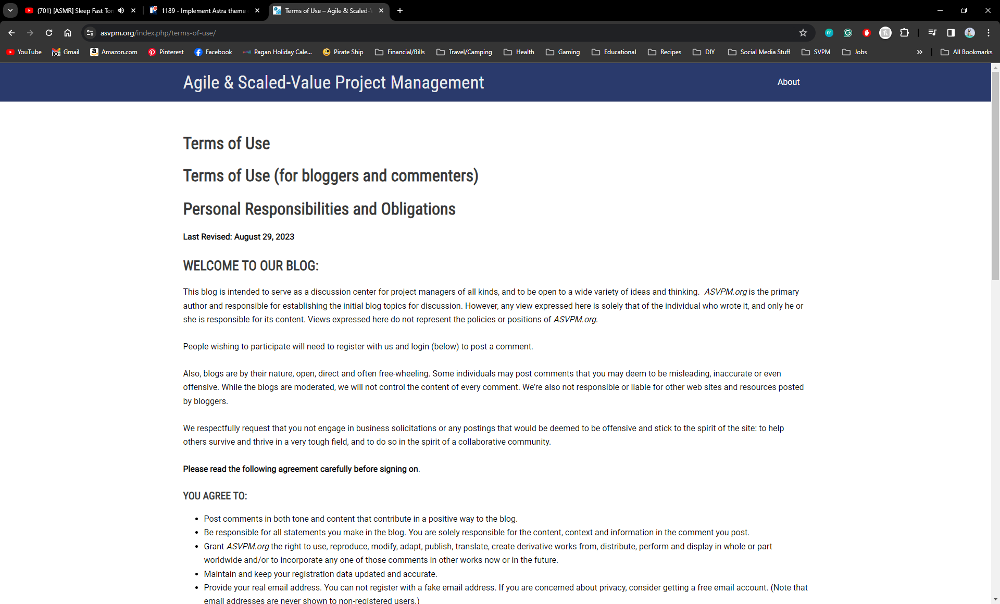 (701) [ASMR] Sleep Fast Ton
1189 - Implement Astra theme
Terms of Use – Agile & Scaled-V
asvpm.org/index.php/terms-of-use/
YouTube
Gmail
Amazon.com
Pinterest
Facebook
Pagan Holiday Cale...
Pirate Ship
Financial/Bills
Travel/Camping
Health
Gaming
Educational
Recipes
DIY
Social Media Stuff
SVPM
Jobs
All Bookmarks
Agile & Scaled-Value Project Management
About
Terms of Use
Terms of Use (for bloggers and commenters)
Personal Responsibilities and Obligations
Last Revised: August 29, 2023
WELCOME TO OUR BLOG:
This blog is intended to serve as a discussion center for project managers of all kinds, and to be open to a wide variety of ideas and thinking. ASVPM.org is the primary
author and responsible for establishing the initial blog topics for discussion. However, any view expressed here is solely that of the individual who wrote it, and only he or
she is responsible for its content. Views expressed here do not represent the policies or positions of ASVPM.org.
People wishing to participate will need to register with us and login (below) to post a comment.
Also, blogs are by their nature, open, direct and often free-wheeling. Some individuals may post comments that you may deem to be misleading, inaccurate or even
offensive. While the blogs are moderated, we will not control the content of every comment. We’re also not responsible or liable for other web sites and resources posted
by bloggers.
We respectfully request that you not engage in business solicitations or any postings that would be deemed to be offensive and stick to the spirit of the site: to help
others survive and thrive in a very tough field, and to do so in the spirit of a collaborative community.
Please read the following agreement carefully before signing on.
YOU AGREE TO:
• Post comments in both tone and content that contribute in a positive way to the blog.
• Be responsible for all statements you make in the blog. You are solely responsible for the content, context and information in the comment you post.
• Grant ASVPM.org the right to use, reproduce, modify, adapt, publish, translate, create derivative works from, distribute, perform and display in whole or part
worldwide and/or to incorporate any one of those comments in other works now or in the future.
• Maintain and keep your registration data updated and accurate.
• Provide your real email address. You can not register with a fake email address. If you are concerned about privacy, consider getting a free email account. (Note that
email addresses are never shown to non-registered users.)